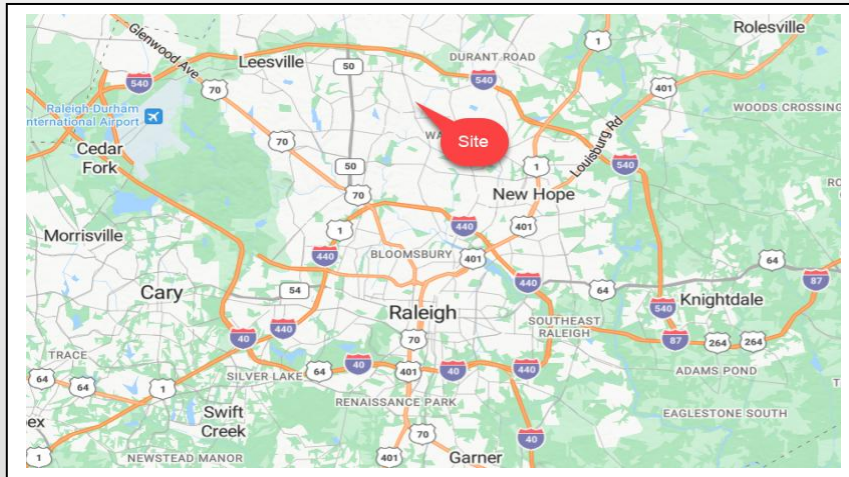 Rolesville
Glenwood Ave
1
Leesville
50
DURANT ROAD
540
70
540
401
Raleigh-Durham
International Airport
WOODS CROSSING
WA
Site
Cedar
Fork
70
Louisburg Rd
50
1
540
70
New Hope
Morrisville
1
440
401
440
BLOOMSBURY
401
64
87
Cary
54
440
64
Knightdale
Raleigh
540
SOUTHEAST
RALEIGH
440
40
70
87
264
264
TRACE
64
40
401
40
440
ADAMS POND
64
64
1
SILVER LAKE
RENAISSANCE PARK
EAGLESTONE SOUTH
ex
Swift
Creek
70
40
1
NEWSTEAD MANOR
401
Garner